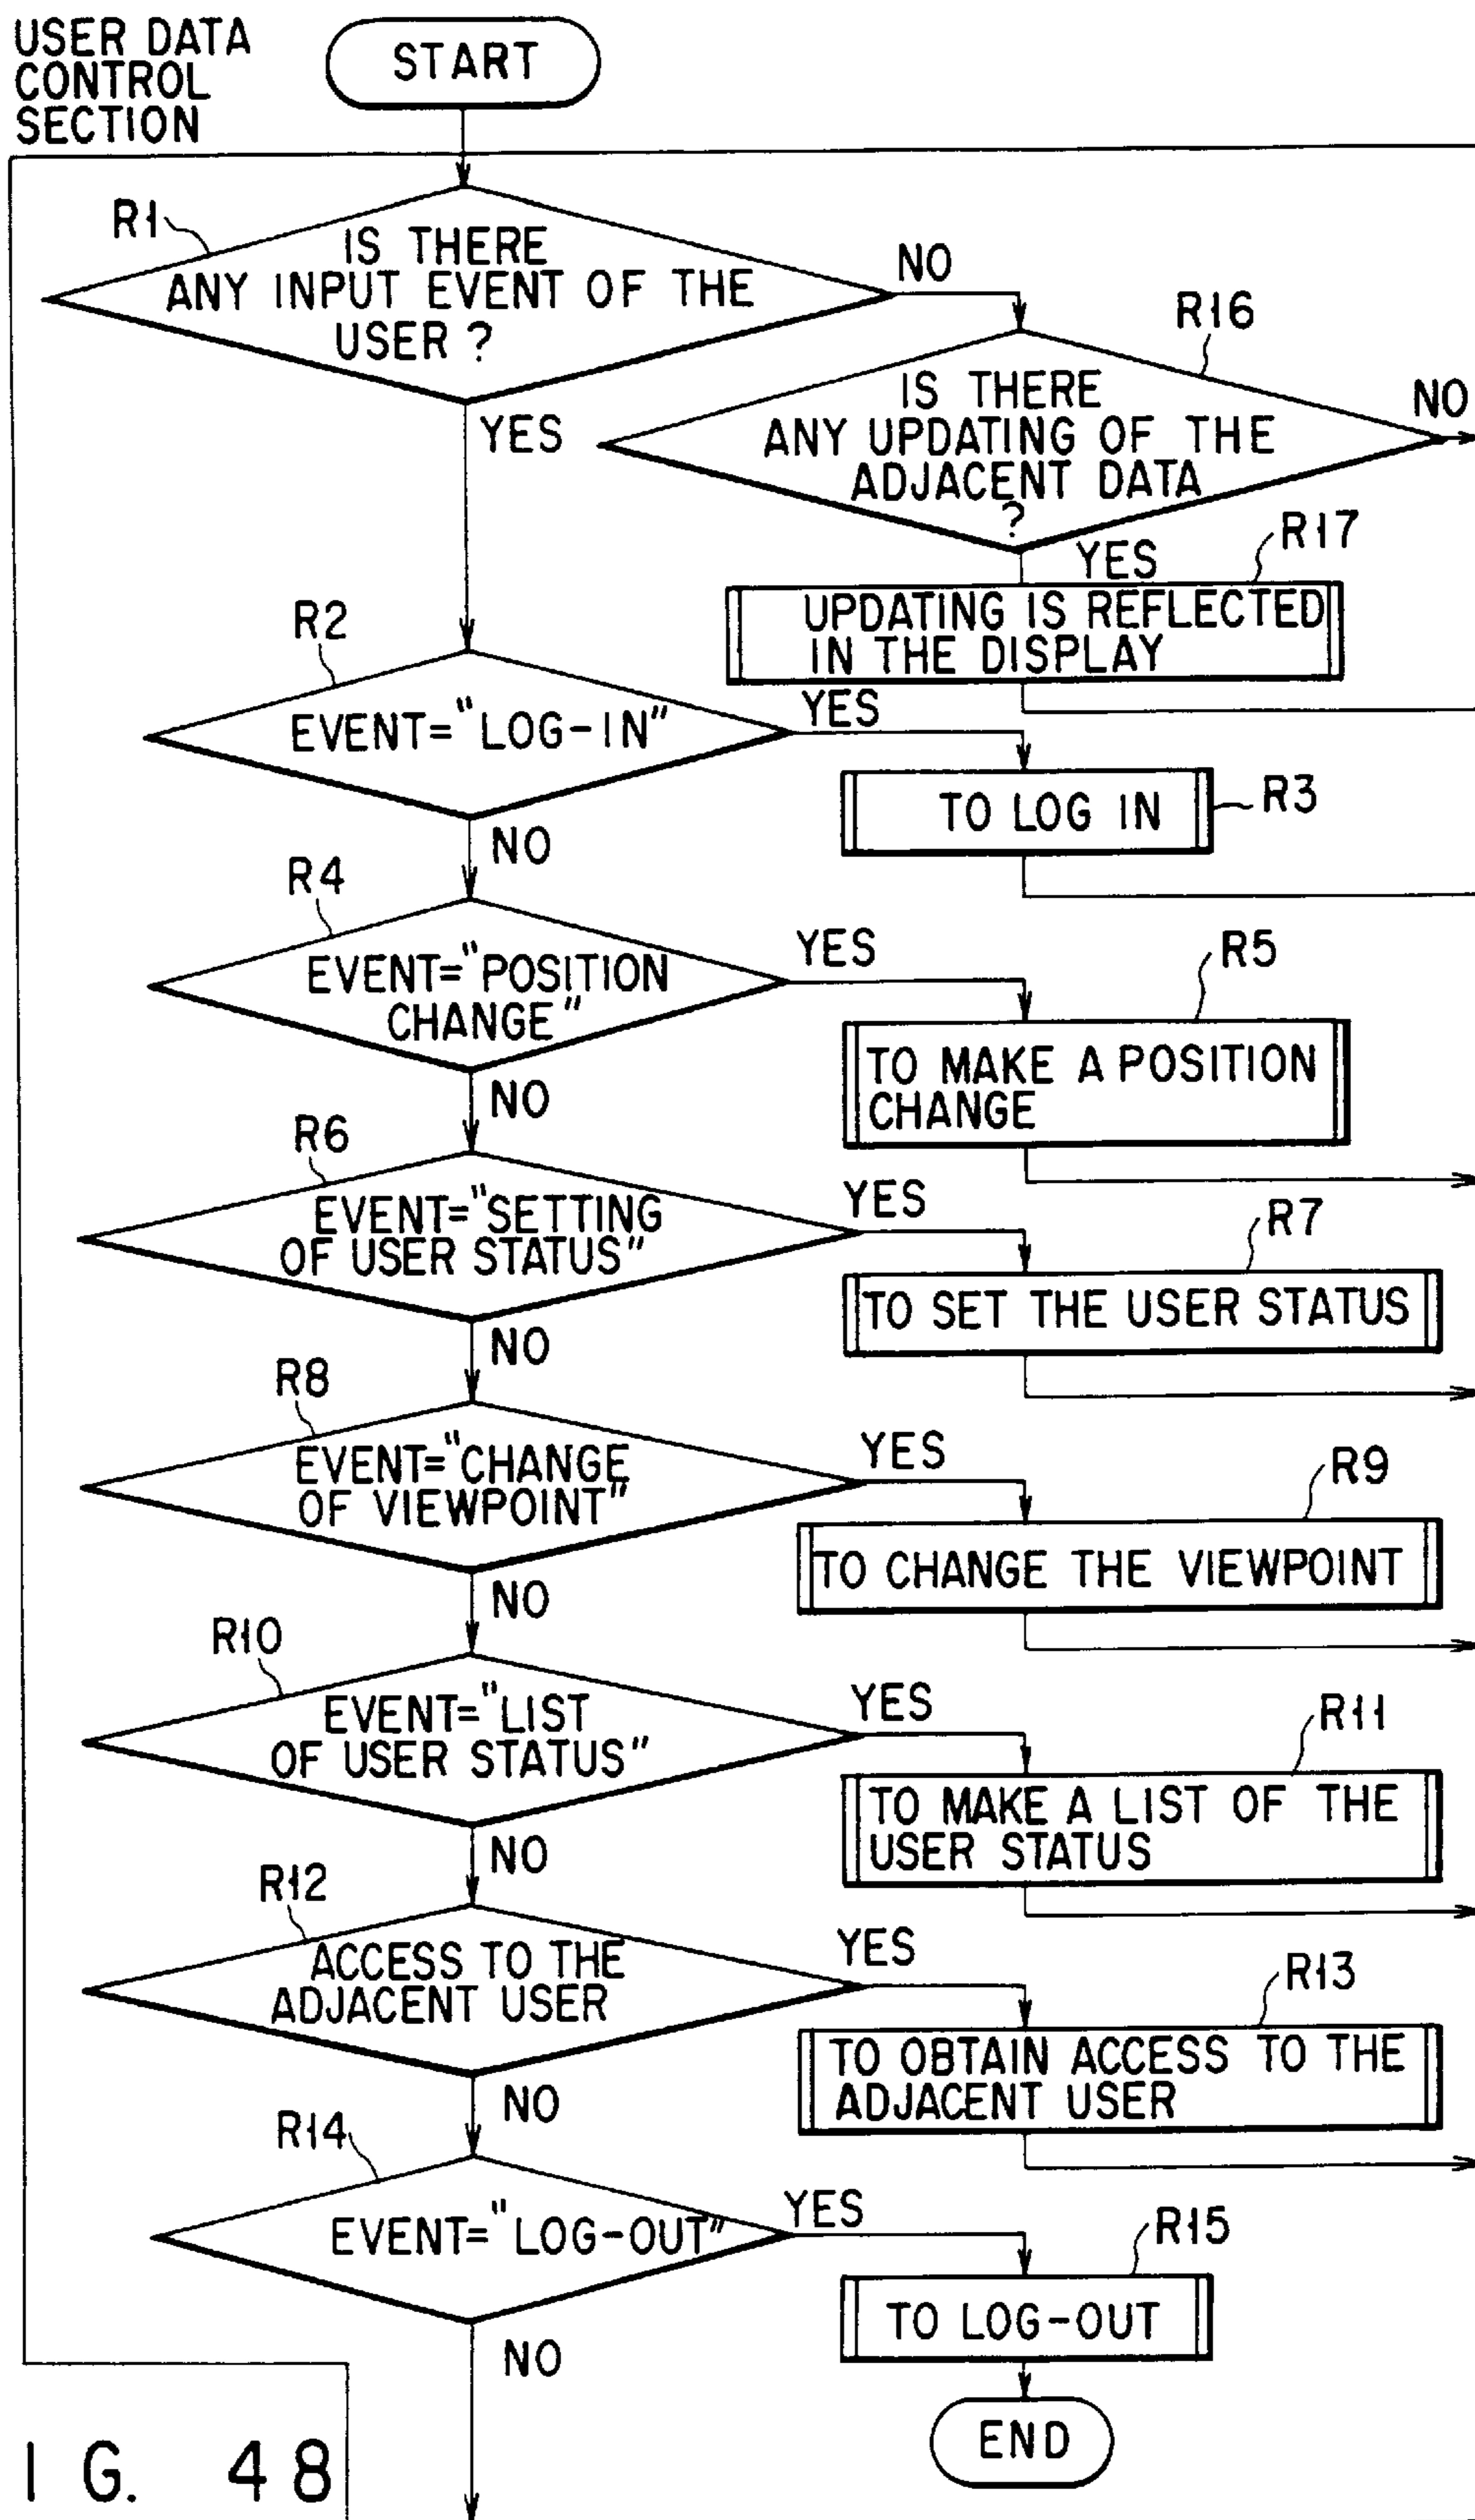 USER DATA
CONTROL
SECTION
START
R1
IS THERE
ANY INPUT EVENT OF THE
USER ?
NO
YES
R16
IS THERE
ANY UPDATING OF THE
ADJACENT DATA
?
NO
YES
R17
UPDATING IS REFLECTED
IN THE DISPLAY
R2
EVENT="LOG-IN"
YES
NO
TO LOG IN
R3
R4
EVENT="POSITION
CHANGE"
YES
NO
R5
TO MAKE A POSITION
CHANGE
R6
EVENT="SETTING
OF USER STATUS"
YES
NO
R7
TO SET THE USER STATUS
R8
EVENT="CHANGE
OF VIEWPOINT"
YES
NO
R9
TO CHANGE THE VIEWPOINT
R10
EVENT="LIST
OF USER STATUS"
YES
NO
R11
TO MAKE A LIST OF THE
USER STATUS
R12
ACCESS TO THE
ADJACENT USER
YES
NO
R13
TO OBTAIN ACCESS TO THE
ADJACENT USER
R14
EVENT="LOG-OUT"
YES
NO
R15
TO LOG-OUT
END
I G. 48